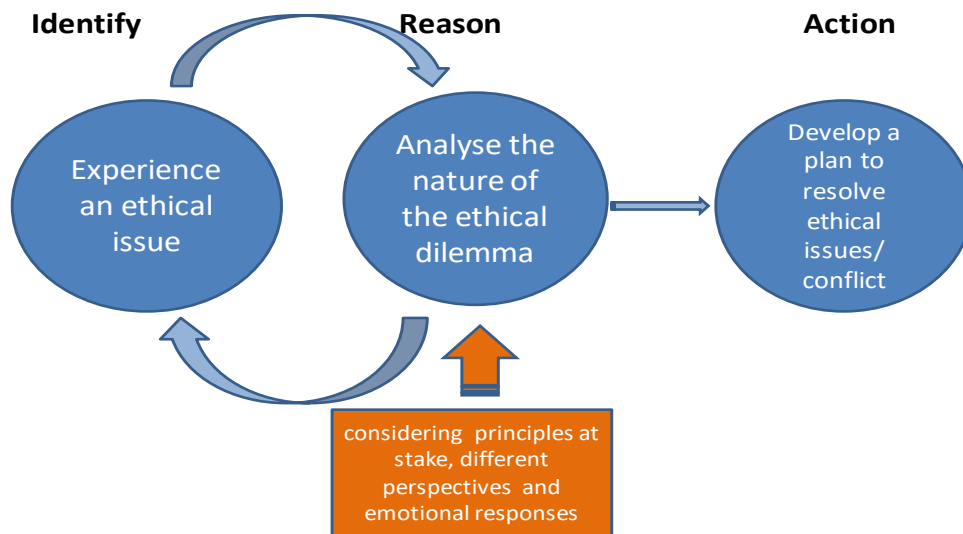 Identify
Reason
Action
Experience
an ethical
issue
Analyse the
nature of
the ethical
dilemma
Develop a
plan to
resolve
ethical
issues/
conflict
considering principles at
stake, different
perspectives and
emotional responses